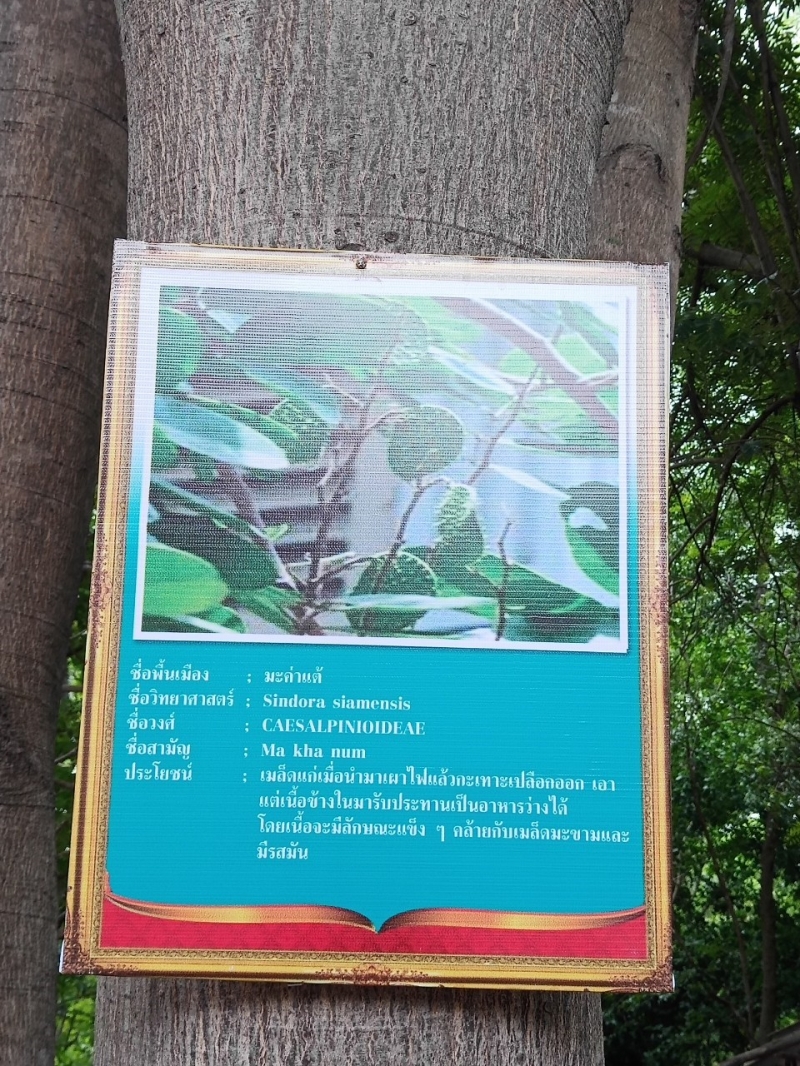 ชื่อพื้นเมือง ; มะค่าแต้
ชื่อวิทยาศาสตร์ ; Sindora siamensis
ชื่อวงศ์ ; CAESALPINIOIDEAE
ชื่อสามัญ ; Ma kha num
ประโยชน์ ; เมล็ดแก่เมื่อนำมาเผาไฟแล้วกะเทาะเปลือกออก เอา
แต่เนื้อข้างในมารับประทานเป็นอาหารว่างได้
โดยเนื้อจะมีลักษณะแข็ง ๆ คล้ายกับเมล็ดมะขามและ
มีรสมัน